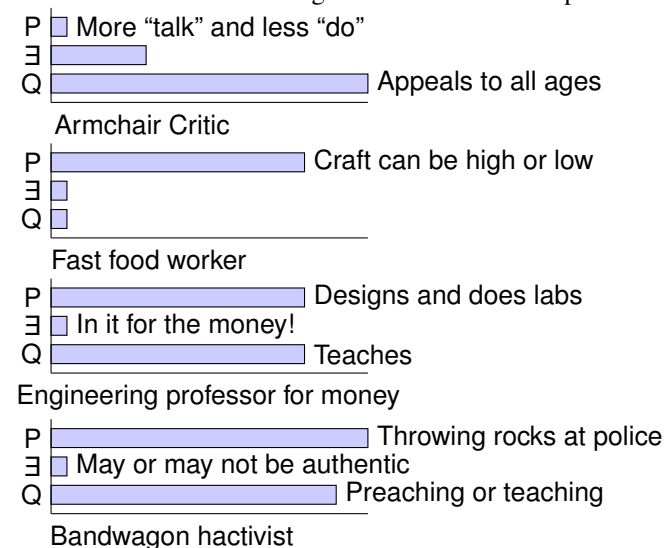 P More “talk” and less “do”
∃
Q Appeals to all ages
Armchair Critic
P Craft can be high or low
∃
Q
Fast food worker
P Designs and does labs
∃ In it for the money!
Q Teaches
Engineering professor for money
P Throwing rocks at police
∃ May or may not be authentic
Q Preaching or teaching
Bandwagon hactivist